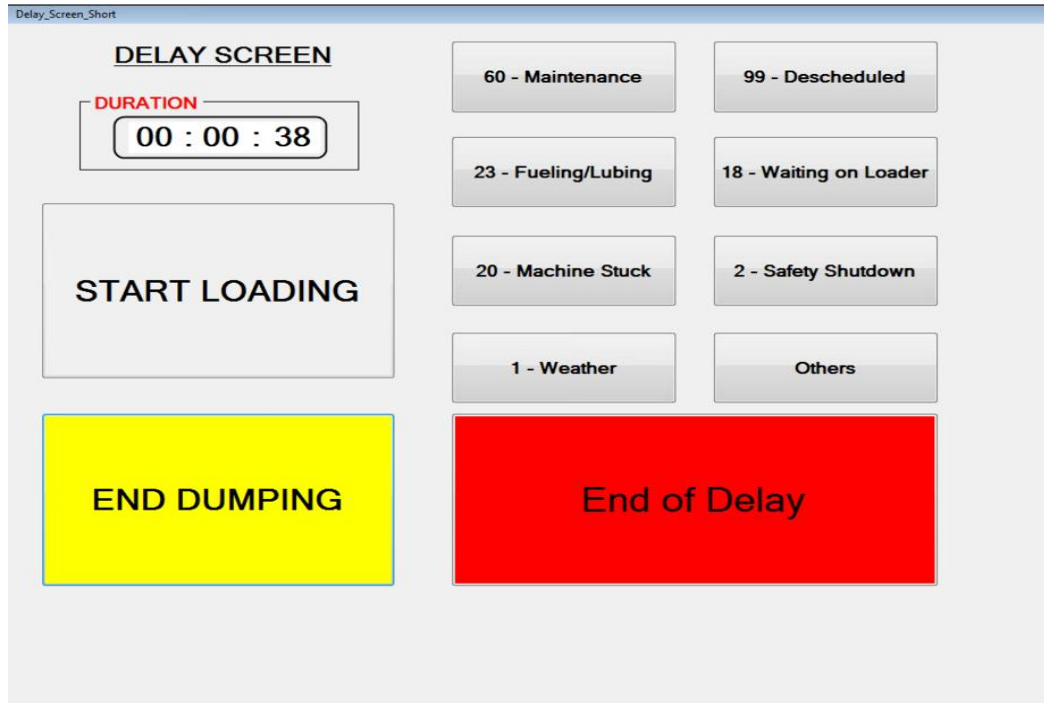 Delay_Screen_Short
DELAY SCREEN
DURATION
00 : 00 : 38
START LOADING
END DUMPING
60 - Maintenance
99 - Descheduled
23 - Fueling/Lubing
18 - Waiting on Loader
20 - Machine Stuck
2 - Safety Shutdown
1 - Weather
Others
End of Delay